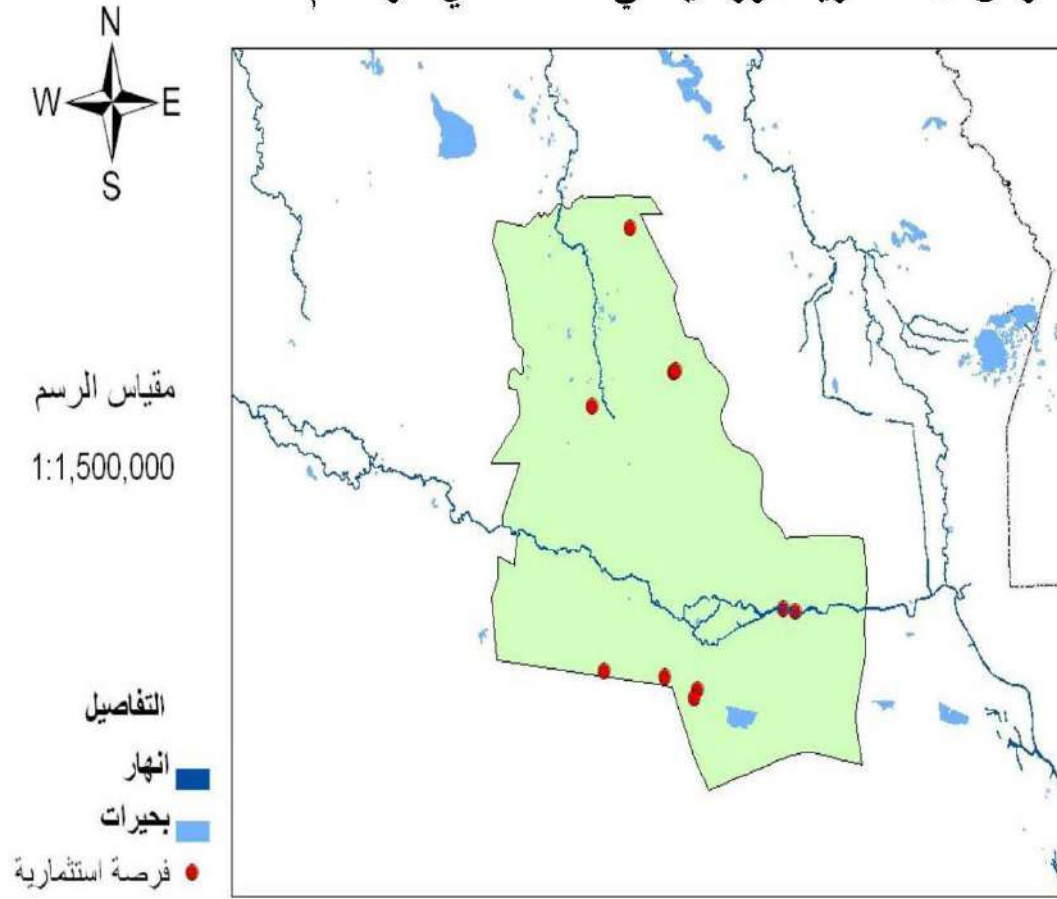 N
W E
S
مقياس الرسم
1:1,500,000
التفاصيل
انهار
بحيرات
فرصة استثمارية